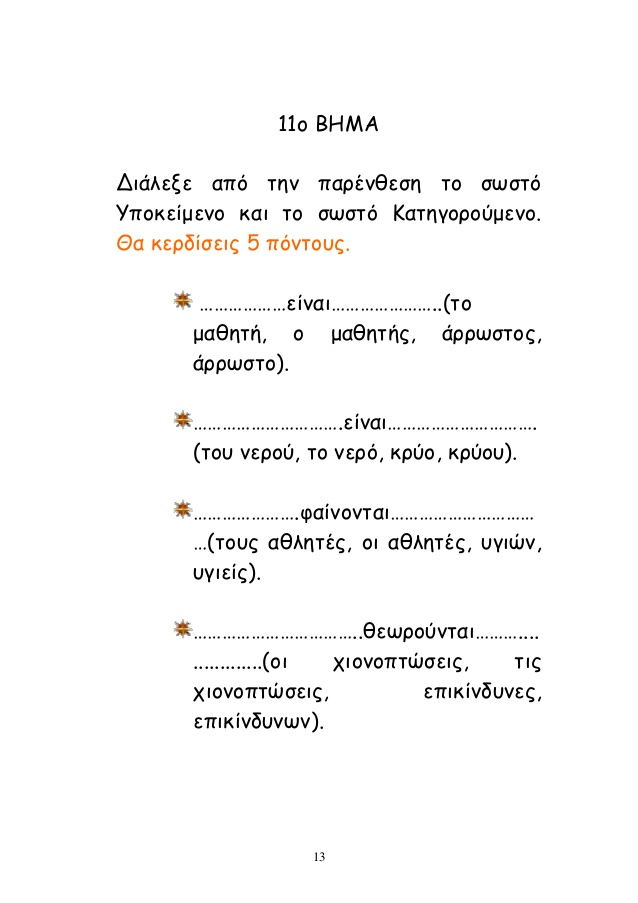 11ο ΒΗΜΑ
Διάλεξε από την παρένθεση το σωστό
Υποκείμενο και το σωστό Κατηγορούμενο.
Θα κερδίσεις 5 πόντους.
………………είναι…………………..(το
μαθητή, ο μαθητής, άρρωστος,
άρρωστο).
………………………….είναι………………………….
(του νερού, το νερό, κρύο, κρύου).
………………….φαίνονται…………………………
…(τους αθλητές, οι αθλητές, υγιών,
υγιείς).
……………………………..θεωρούνται………....
............(οι χιονοπτώσεις, τις
χιονοπτώσεις, επικίνδυνες,
επικίνδυνων).
13